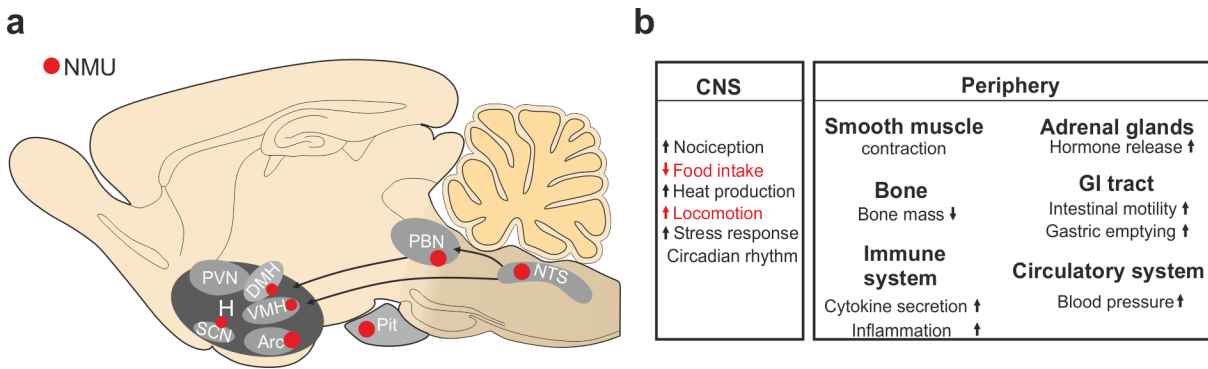 a
NMU
PBN
NTS
PVN
DMH
H
VMH
SCN
Arc
Pit
b
CNS
Nociception
Food intake
Heat production
Locomotion
Stress response
Circadian rhythm
Periphery
Smooth muscle
contraction
Bone
Bone mass
Immune
system
Cytokine secretion
Inflammation
Adrenal glands
Hormone release
GI tract
Intestinal motility
Gastric emptying
Circulatory system
Blood pressure